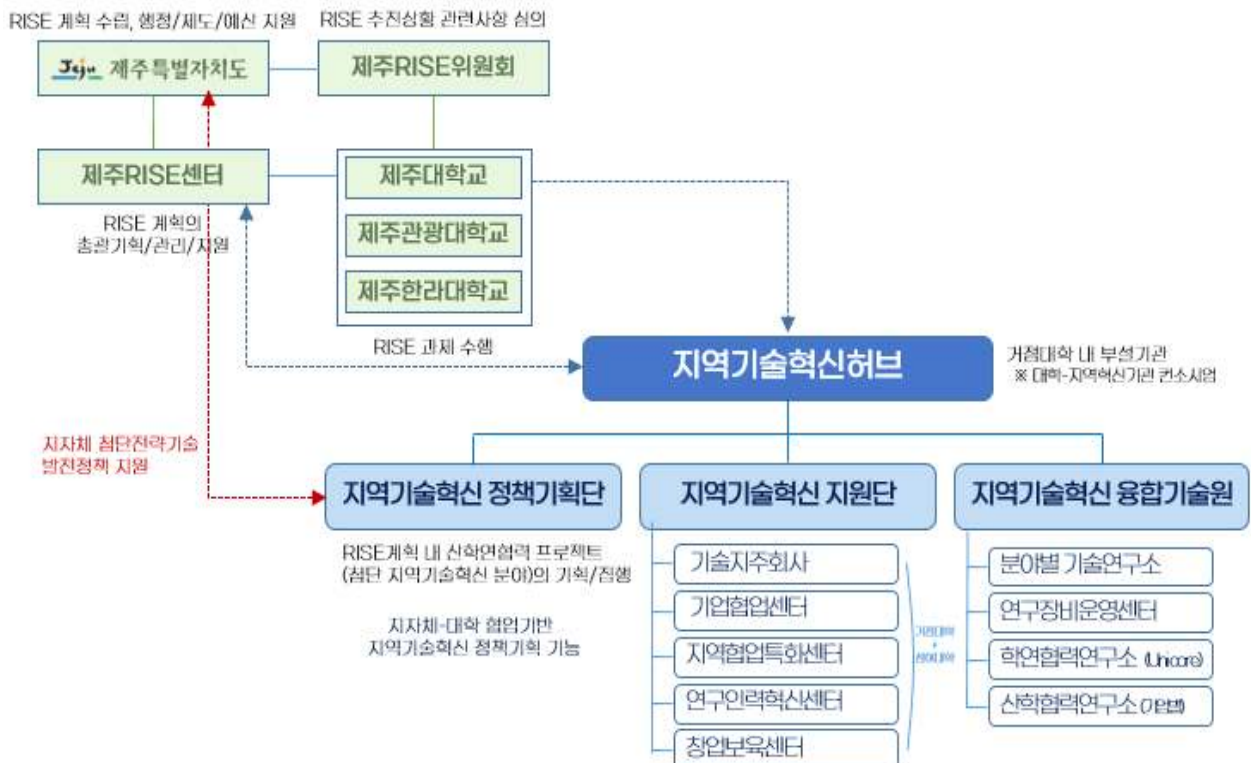 RISE 계획 수립, 행정/제도/예산 지원
RISE 추진상황 관련사항 심의
Jeju 제주특별자치도
제주RISE위원회
제주RISE센터
제주대학교
RISE 계획의
총괄기획/관리/지원
제주관광대학교
제주한라대학교
RISE 과제 수행
지역기술혁신허브
거점대학 내 부설기관
※ 대학-지역혁신기관 컨소시엄
지자체 첨단전략기술
발전정책 지원
지역기술혁신 정책기획단
지역기술혁신 지원단
지역기술혁신 융합기술원
RISE계획 내 산학연협력 프로젝트
(첨단 지역기술혁신 분야)의 기획/집행
지자체-대학 협업기반
지역기술혁신 정책기획 기능
기술지주회사
기업협업센터
지역협업특화센터
연구인력혁신센터
창업보육센터
거점대학
+
참여대학
분야별 기술연구소
연구장비운영센터
학연협력연구소 (Unicore)
산학협력연구소